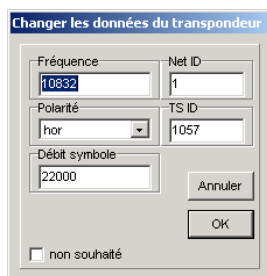 Changer les données du transpondeur
Fréquence
Net ID
10832
1
Polarité
TS ID
hor
1057
Débit symbole
22000
Annuler
OK
non souhaité